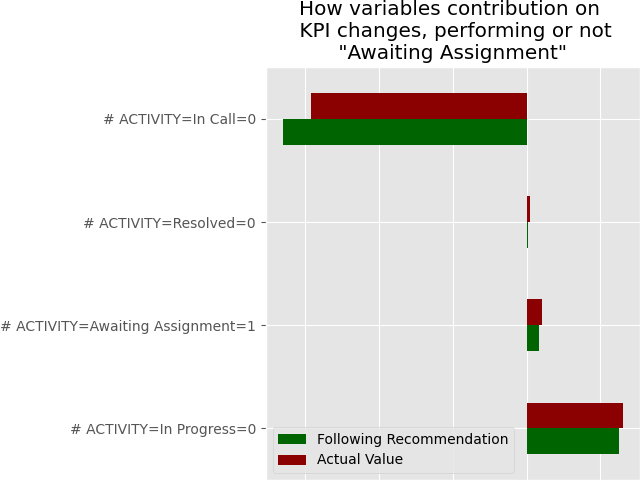 How variables contribution on
KPI changes, performing or not
"Awaiting Assignment"
# ACTIVITY=In Call=0
# ACTIVITY=Resolved=0
# ACTIVITY=Awaiting Assignment=1
# ACTIVITY=In Progress=0
Following Recommendation
Actual Value